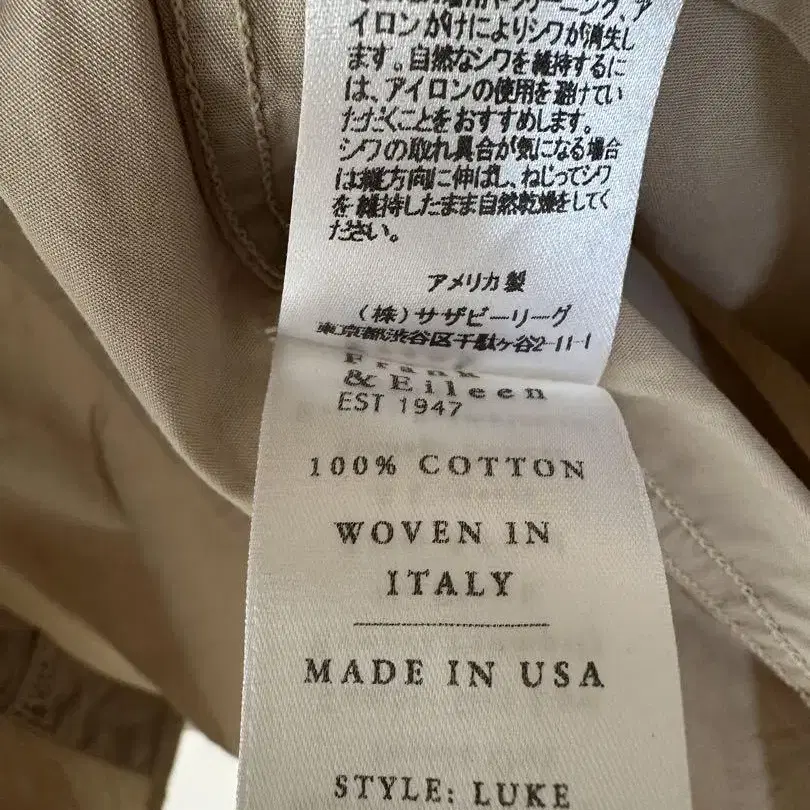 イロンがけによりシワが消失し
ます。自然なシワを維持するに
は、アイロンの使用を避けてい
ただくことをおすすめします。
シワの取れ具合が気になる場合
は縦方向に伸ばし、ねじってシワ
を維持したまま自然乾燥をしてく
ださい。
アメリカ製
(株)サザビーリーグ
東京都渋谷区千駄ヶ谷2-11-1
Frank
& Eileen
EST 1947
100% COTTON
WOVEN IN
ITALY
MADE IN USA
STYLE: LUKE